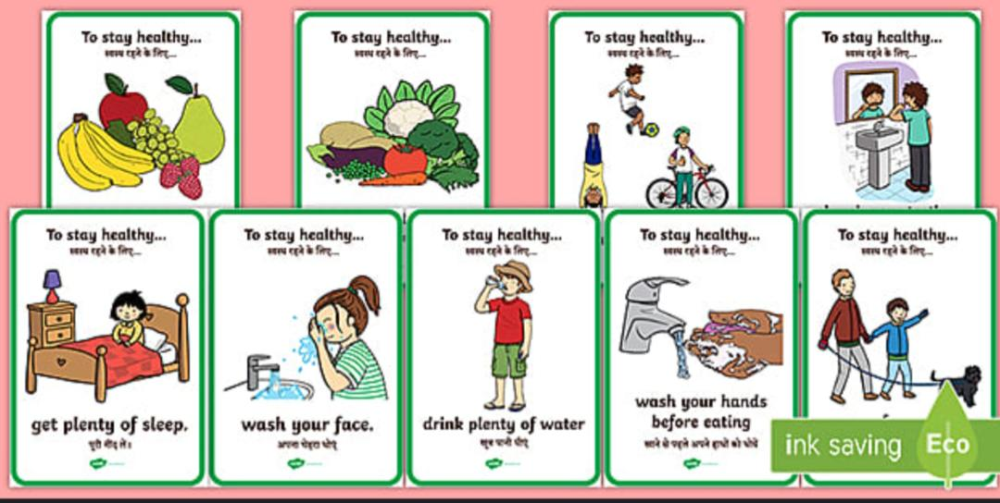 To stay healthy...
स्वस्थ रहने के लिए...
To stay healthy...
स्वस्थ रहने के लिए...
To stay healthy...
स्वस्थ रहने के लिए...
To stay healthy...
स्वस्थ रहने के लिए...
To stay healthy...
स्वस्थ रहने के लिए...
get plenty of sleep.
पूरी नींद लें।
To stay healthy...
स्वस्थ रहने के लिए...
wash your face.
अपना चेहरा धोएं
To stay healthy...
स्वस्थ रहने के लिए...
drink plenty of water
खूब पानी पीएं
To stay healthy...
स्वस्थ रहने के लिए...
wash your hands
before eating
खाने से पहले अपने हाथों को धोयें
To stay healthy...
स्वस्थ रहने के लिए...
ink saving
Eco